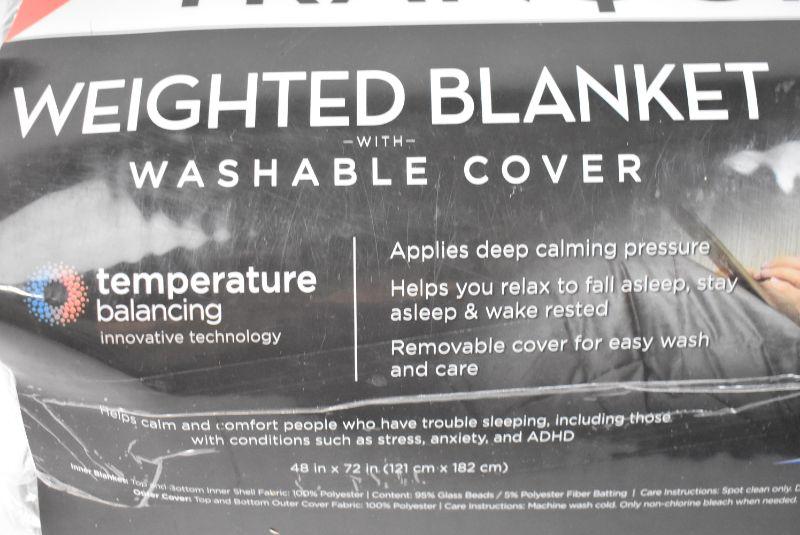 WEIGHTED BLANKET
–WITH–
WASHABLE COVER
temperature
balancing
innovative technology
Applies deep calming pressure
Helps you relax to fall asleep, stay
asleep & wake rested
Removable cover for easy wash
and care
Helps calm and comfort people who have trouble sleeping, including those
with conditions such as stress, anxiety, and ADHD
48 in x 72 in (121 cm x 182 cm)
Inner Blanket: Top and Bottom Inner Shell Fabric: 100% Polyester | Content: 95% Glass Beads / 5% Polyester Fiber Batting | Care Instructions: Spot clean only.
Outer Cover: Top and Bottom Outer Cover Fabric: 100% Polyester | Care Instructions: Machine wash cold. Only non-chlorine bleach when needed.